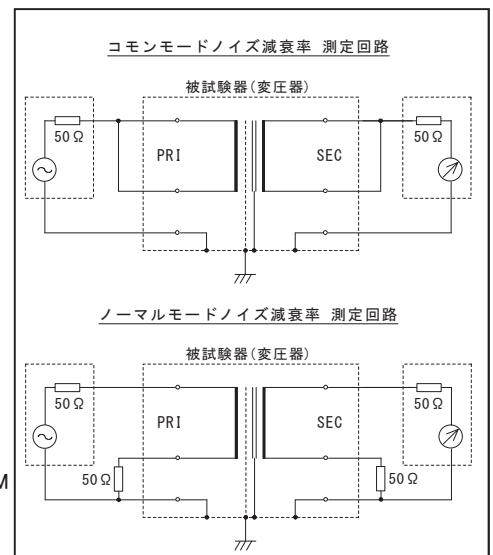 コモンモードノイズ減衰率 測定回路
被試験器(変圧器)
50Ω
PRI
SEC
50Ω
ノーマルモードノイズ減衰率 測定回路
被試験器(変圧器)
50Ω
PRI
SEC
50Ω
50Ω
50Ω
M